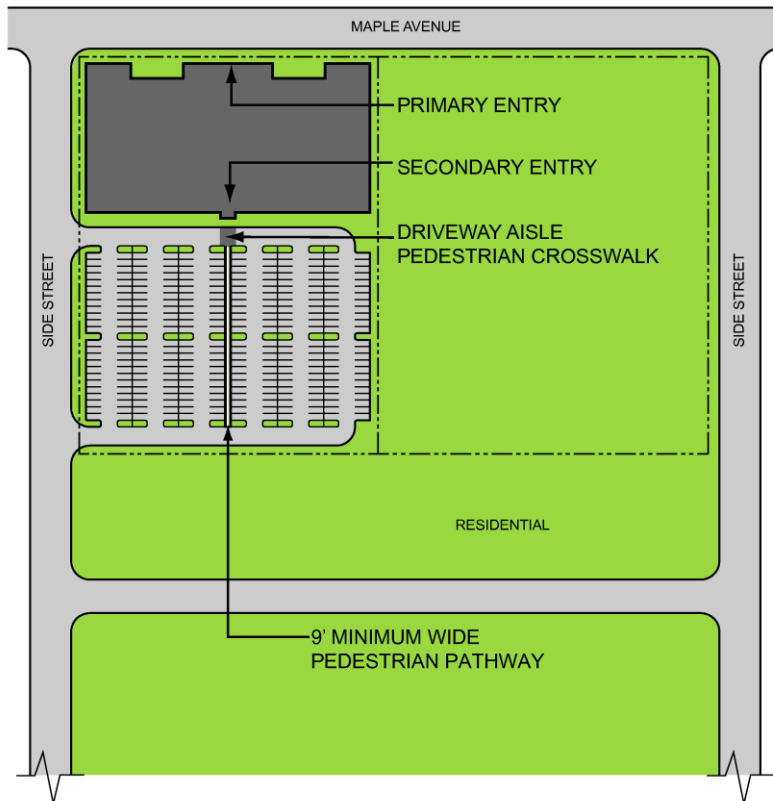 MAPLE AVENUE
PRIMARY ENTRY
SECONDARY ENTRY
DRIVEWAY AISLE
PEDESTRIAN CROSSWALK
SIDE STREET
SIDE STREET
RESIDENTIAL
9' MINIMUM WIDE
PEDESTRIAN PATHWAY